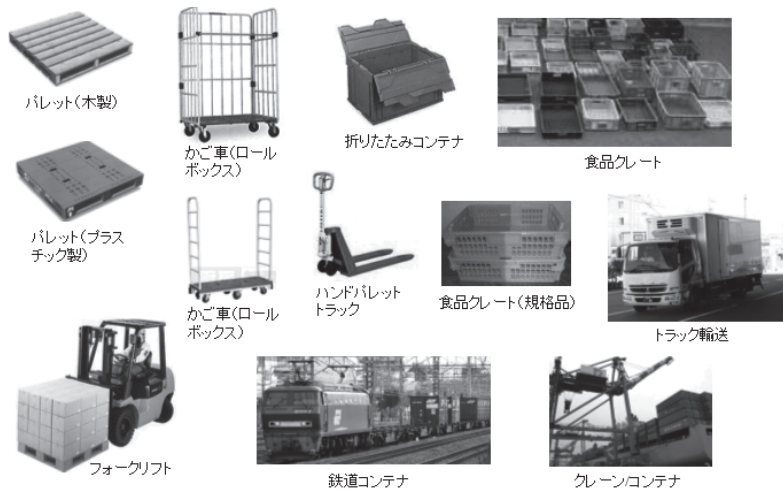 パレット(木製)
かご車(ロール
ボックス)
折りたたみコンテナ
食品クレート
パレット(プラス
チック製)
かご車(ロール
ボックス)
ハンドパレット
トラック
食品クレート(規格品)
トラック輸送
フォークリフト
鉄道コンテナ
クレーン/コンテナ